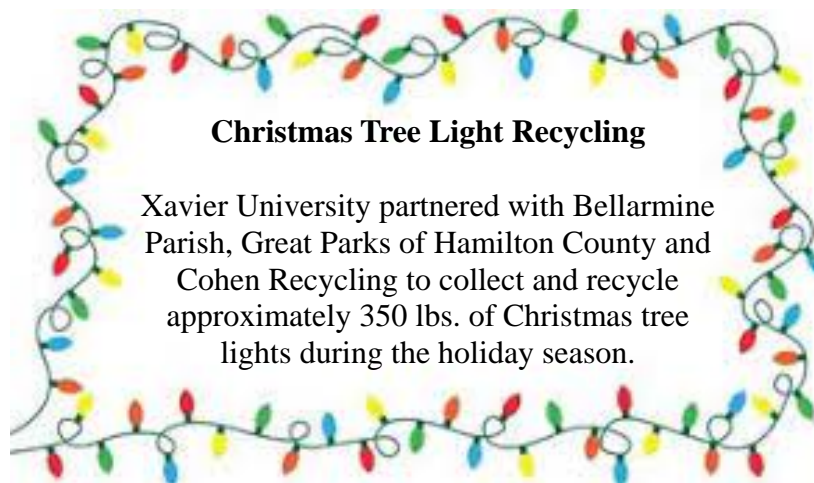 Christmas Tree Light Recycling
Xavier University partnered with Bellarmine
Parish, Great Parks of Hamilton County and
Cohen Recycling to collect and recycle
approximately 350 lbs. of Christmas tree
lights during the holiday season.